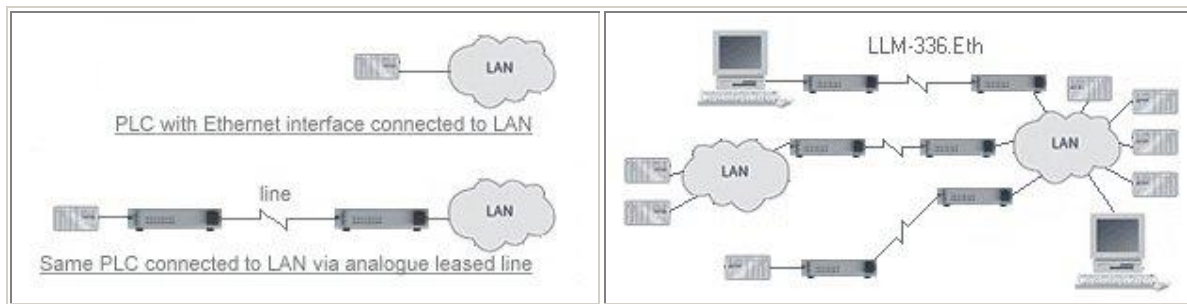 LAN
PLC with Ethernet interface connected to LAN
line
LAN
Same PLC connected to LAN via analogue leased line
LLM-336.Eth
LAN
LAN